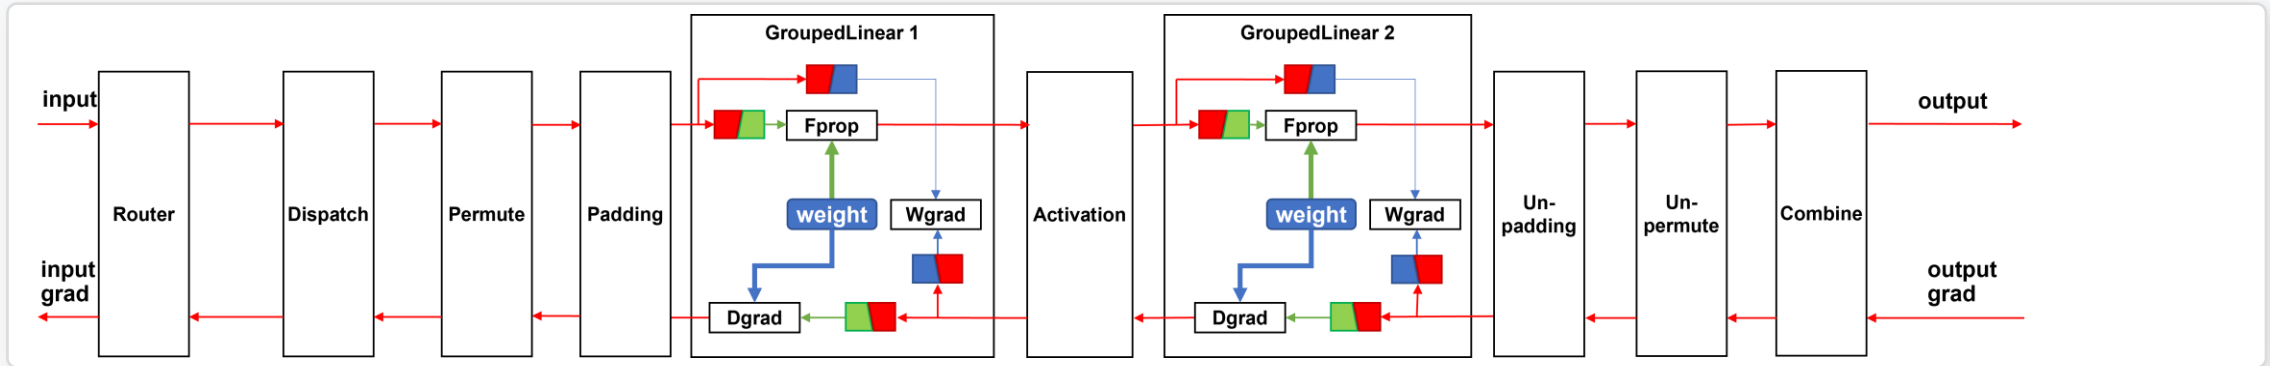 input
input
grad
Router
Dispatch
Permute
Padding
GroupedLinear 1
Fprop
weight
Wgrad
Dgrad
Activation
GroupedLinear 2
Fprop
weight
Wgrad
Dgrad
Un-
padding
Un-
permute
Combine
output
output
grad